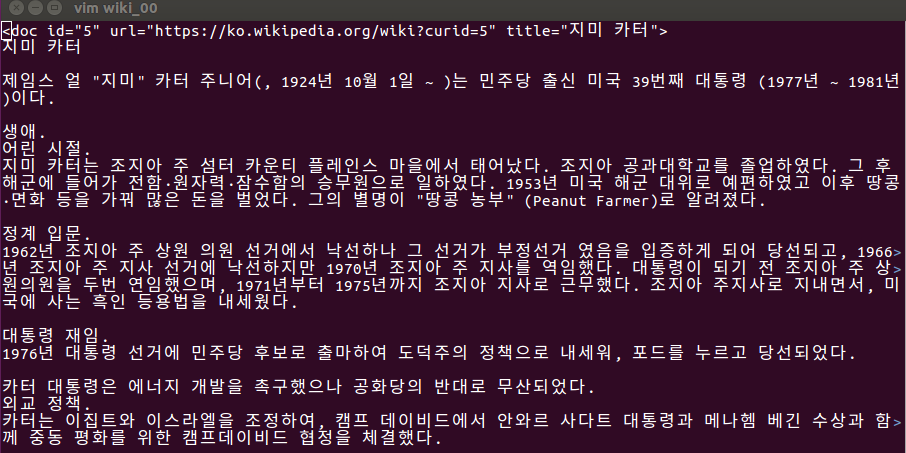 vim wiki_00
<doc id="5" url="https://ko.wikipedia.org/wiki?curid=5" title="지미 카터">
지미 카터
제임스 얼 "지미" 카터 주니어(, 1924년 10월 1일 ~ )는 민주당 출신 미국 39번째 대통령 (1977년 ~ 1981년
)이다.
생애.
어린 시절.
지미 카터는 조지아 주 섬터 카운티 플레인스 마을에서 태어났다. 조지아 공과대학교를 졸업하였다. 그 후
해군에 들어가 전함·원자력·잠수함의 승무원으로 일하였다. 1953년 미국 해군 대위로 예편하였고 이후 땅콩
·면화 등을 가꿔 많은 돈을 벌었다. 그의 별명이 "땅콩 농부" (Peanut Farmer)로 알려졌다.
정계 입문.
1962년 조지아 주 상원 의원 선거에서 낙선하나 그 선거가 부정선거 였음을 입증하게 되어 당선되고, 1966>
년 조지아 주 지사 선거에 낙선하지만 1970년 조지아 주 지사를 역임했다. 대통령이 되기 전 조지아 주 상>
원의원을 두번 연임했으며, 1971년부터 1975년까지 조지아 지사로 근무했다. 조지아 주지사로 지내면서, 미
국에 사는 흑인 등용법을 내세웠다.
대통령 재임.
1976년 대통령 선거에 민주당 후보로 출마하여 도덕주의 정책으로 내세워, 포드를 누르고 당선되었다.
카터 대통령은 에너지 개발을 촉구했으나 공화당의 반대로 무산되었다.
외교 정책.
카터는 이집트와 이스라엘을 조정하여, 캠프 데이비드에서 안와르 사다트 대통령과 메나헴 베긴 수상과 함>
께 중동 평화를 위한 캠프데이비드 협정을 체결했다.